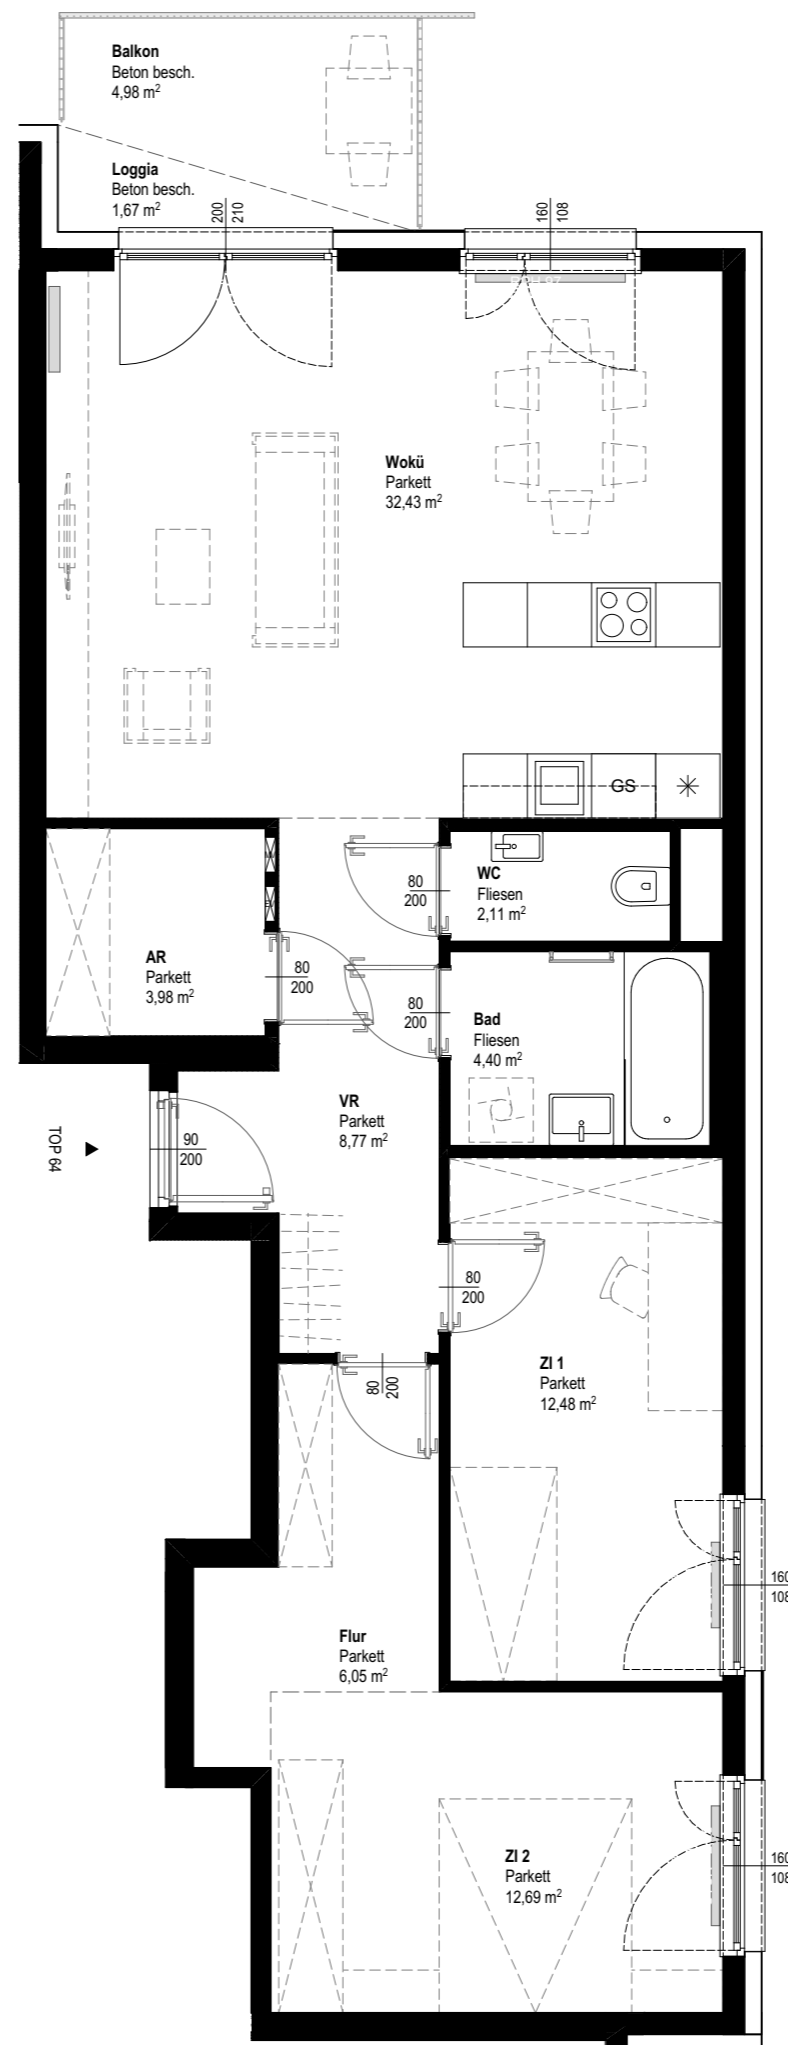 Balkon
Beton besch.
4,98 m²
Loggia
Beton besch.
1,67 m²
200
210
160
108
Wokü
Parkett
32,43 m²
GS
WC
Fliesen
2,11 m²
80
200
AR
Parkett
3,98 m²
80
200
80
200
Bad
Fliesen
4,40 m²
VR
Parkett
8,77 m²
TOP 64
90
200
80
200
80
200
ZI 1
Parkett
12,48 m²
160
108
Flur
Parkett
6,05 m²
ZI 2
Parkett
12,69 m²
160
108